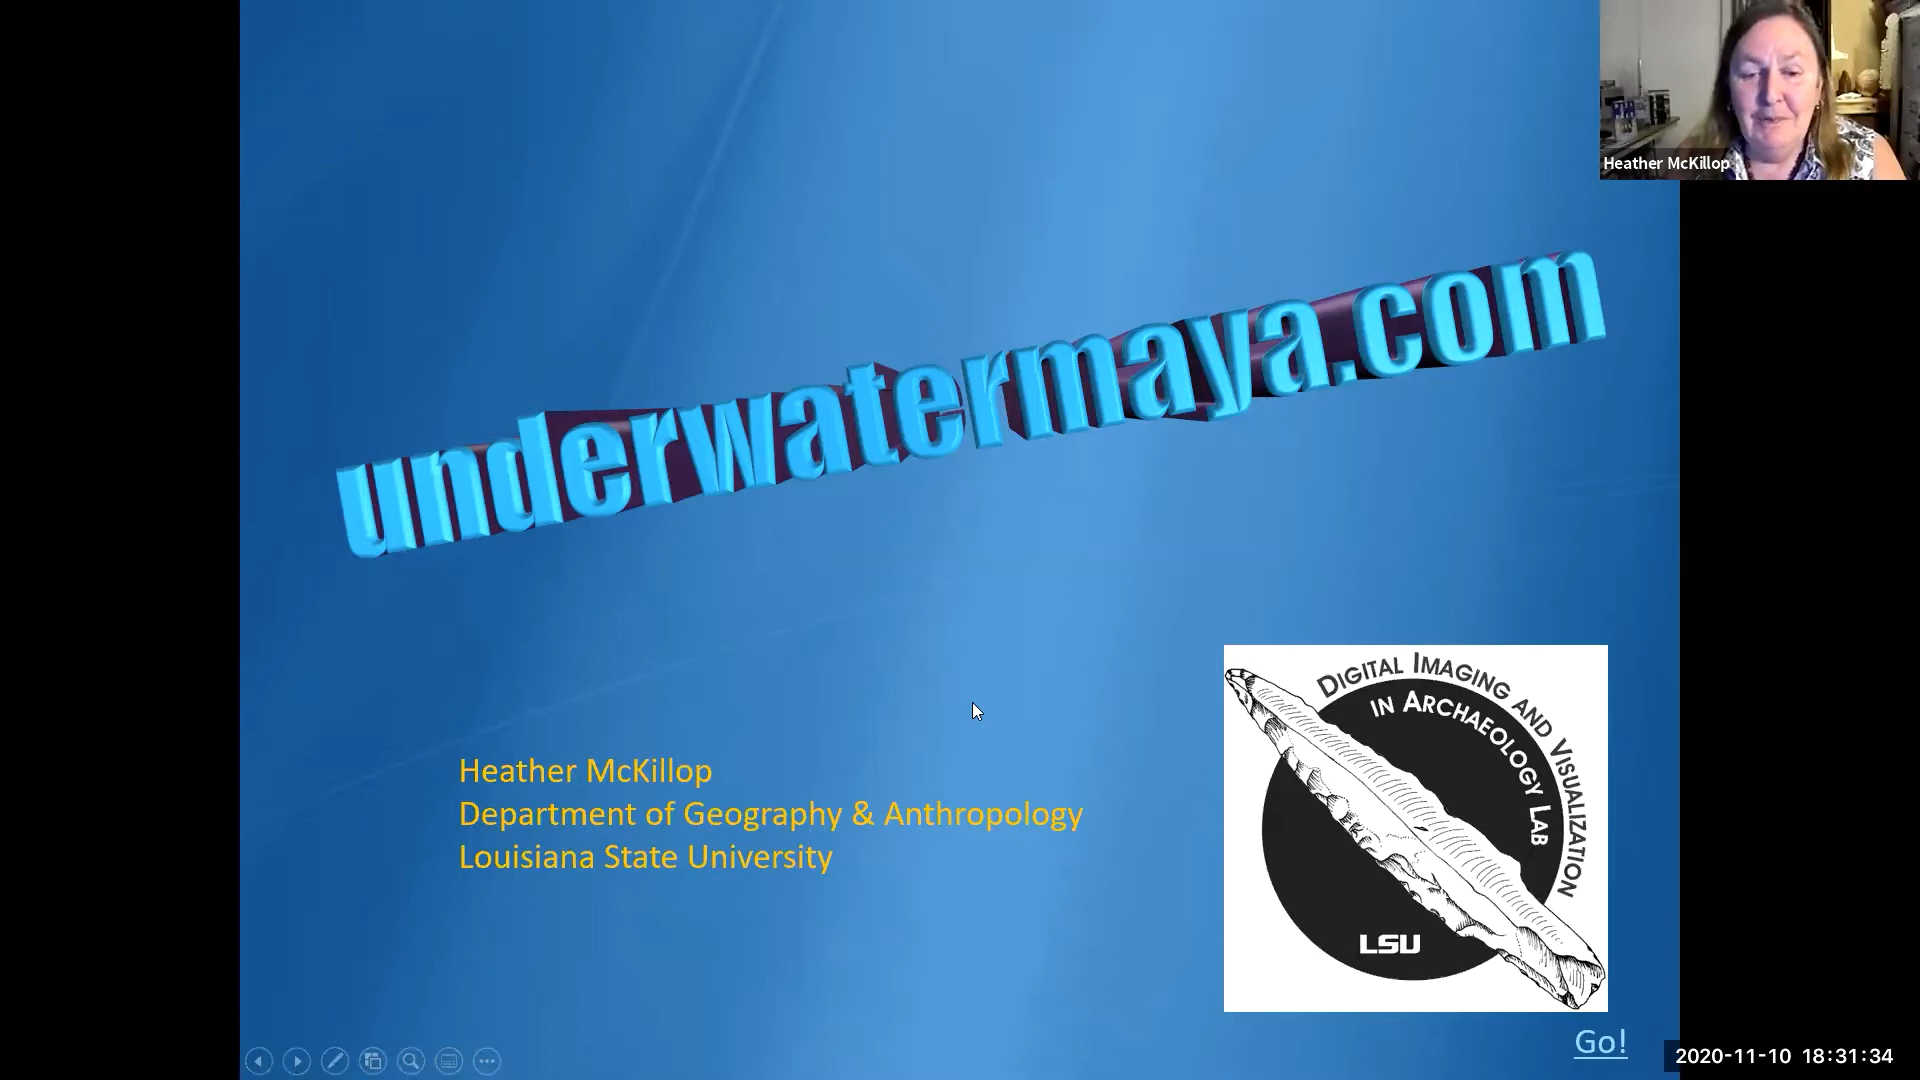 Heather McKillop
underwatermaya.com
Heather McKillop
Department of Geography & Anthropology
Louisiana State University
DIGITAL IMAGING AND VISUALIZATION
IN ARCHAEOLOGY LAB
LSU
Go!
2020-11-10 18:31:34